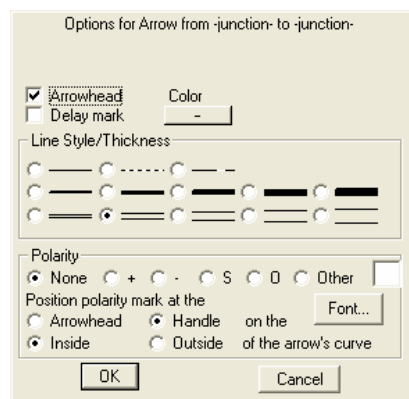 Options for Arrow from -junction- to -junction-
Arrowhead Color
Delay mark -
Line Style/Thickness
Polarity
None + - S O Other
Position polarity mark at the Font...
Arrowhead Handle on the
Inside Outside of the arrow's curve
OK Cancel